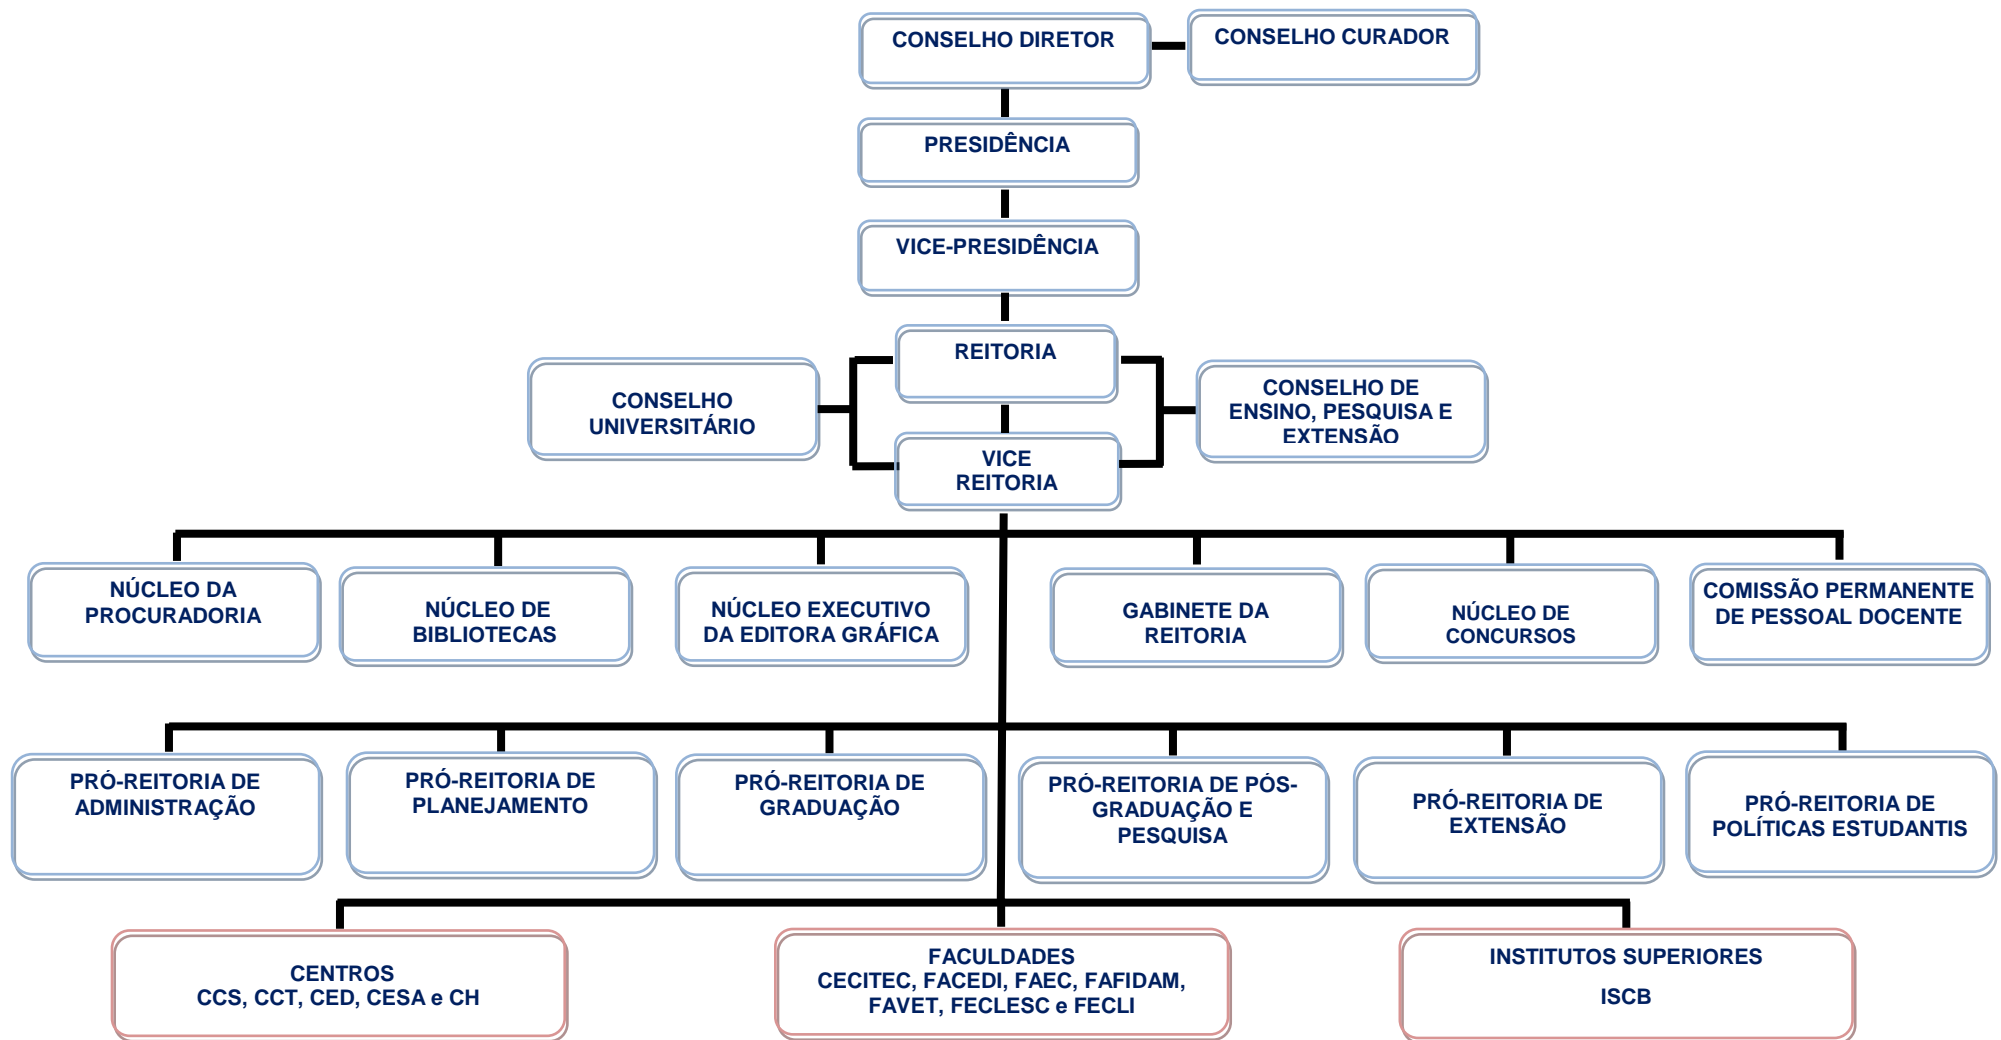 CONSELHO DIRETOR
CONSELHO CURADOR
PRESIDÊNCIA
VICE-PRESIDÊNCIA
REITORIA
CONSELHO
UNIVERSITÁRIO
CONSELHO DE
ENSINO, PESQUISA E
EXTENSÃO
VICE
REITORIA
NÚCLEO DA
PROCURADORIA
NÚCLEO DE
BIBLIOTECAS
NÚCLEO EXECUTIVO
DA EDITORA GRÁFICA
GABINETE DA
REITORIA
NÚCLEO DE
CONCURSOS
COMISSÃO PERMANENTE
DE PESSOAL DOCENTE
PRÓ-REITORIA DE
ADMINISTRAÇÃO
PRÓ-REITORIA DE
PLANEJAMENTO
PRÓ-REITORIA DE
GRADUAÇÃO
PRÓ-REITORIA DE PÓS-
GRADUAÇÃO E
PESQUISA
PRÓ-REITORIA DE
EXTENSÃO
PRÓ-REITORIA DE
POLÍTICAS ESTUDANTIS
CENTROS
CCS, CCT, CED, CESA e CH
FACULDADES
CECITEC, FACEDI, FAEC, FAFIDAM,
FAVET, FECLESC e FECLI
INSTITUTOS SUPERIORES
ISCB